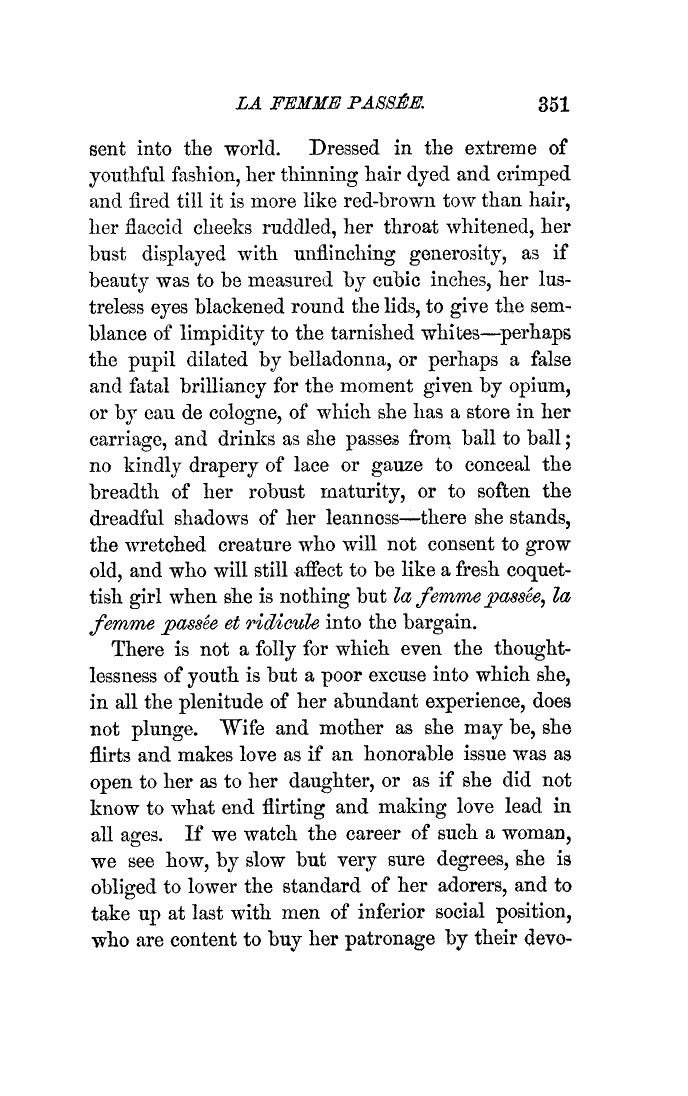 LA FEMME PASSÉE. 351
sent into the world. Dressed in the extreme of
youthful fashion, her thinning hair dyed and crimped
and fired till it is more like red-brown tow than hair,
her flaccid cheeks ruddled, her throat whitened, her
bust displayed with unflinching generosity, as if
beauty was to be measured by cubic inches, her lus-
treless eyes blackened round the lids, to give the sem-
blance of limpidity to the tarnished whites—perhaps
the pupil dilated by belladonna, or perhaps a false
and fatal brilliancy for the moment given by opium,
or by eau de cologne, of which she has a store in her
carriage, and drinks as she passes from ball to ball;
no kindly drapery of lace or gauze to conceal the
breadth of her robust maturity, or to soften the
dreadful shadows of her leanness—there she stands,
the wretched creature who will not consent to grow
old, and who will still affect to be like a fresh coquet-
tish girl when she is nothing but la femme passée, la
femme passée et ridicule into the bargain.
There is not a folly for which even the thought-
lessness of youth is but a poor excuse into which she,
in all the plenitude of her abundant experience, does
not plunge. Wife and mother as she may be, she
flirts and makes love as if an honorable issue was as
open to her as to her daughter, or as if she did not
know to what end flirting and making love lead in
all ages. If we watch the career of such a woman,
we see how, by slow but very sure degrees, she is
obliged to lower the standard of her adorers, and to
take up at last with men of inferior social position,
who are content to buy her patronage by their devo-